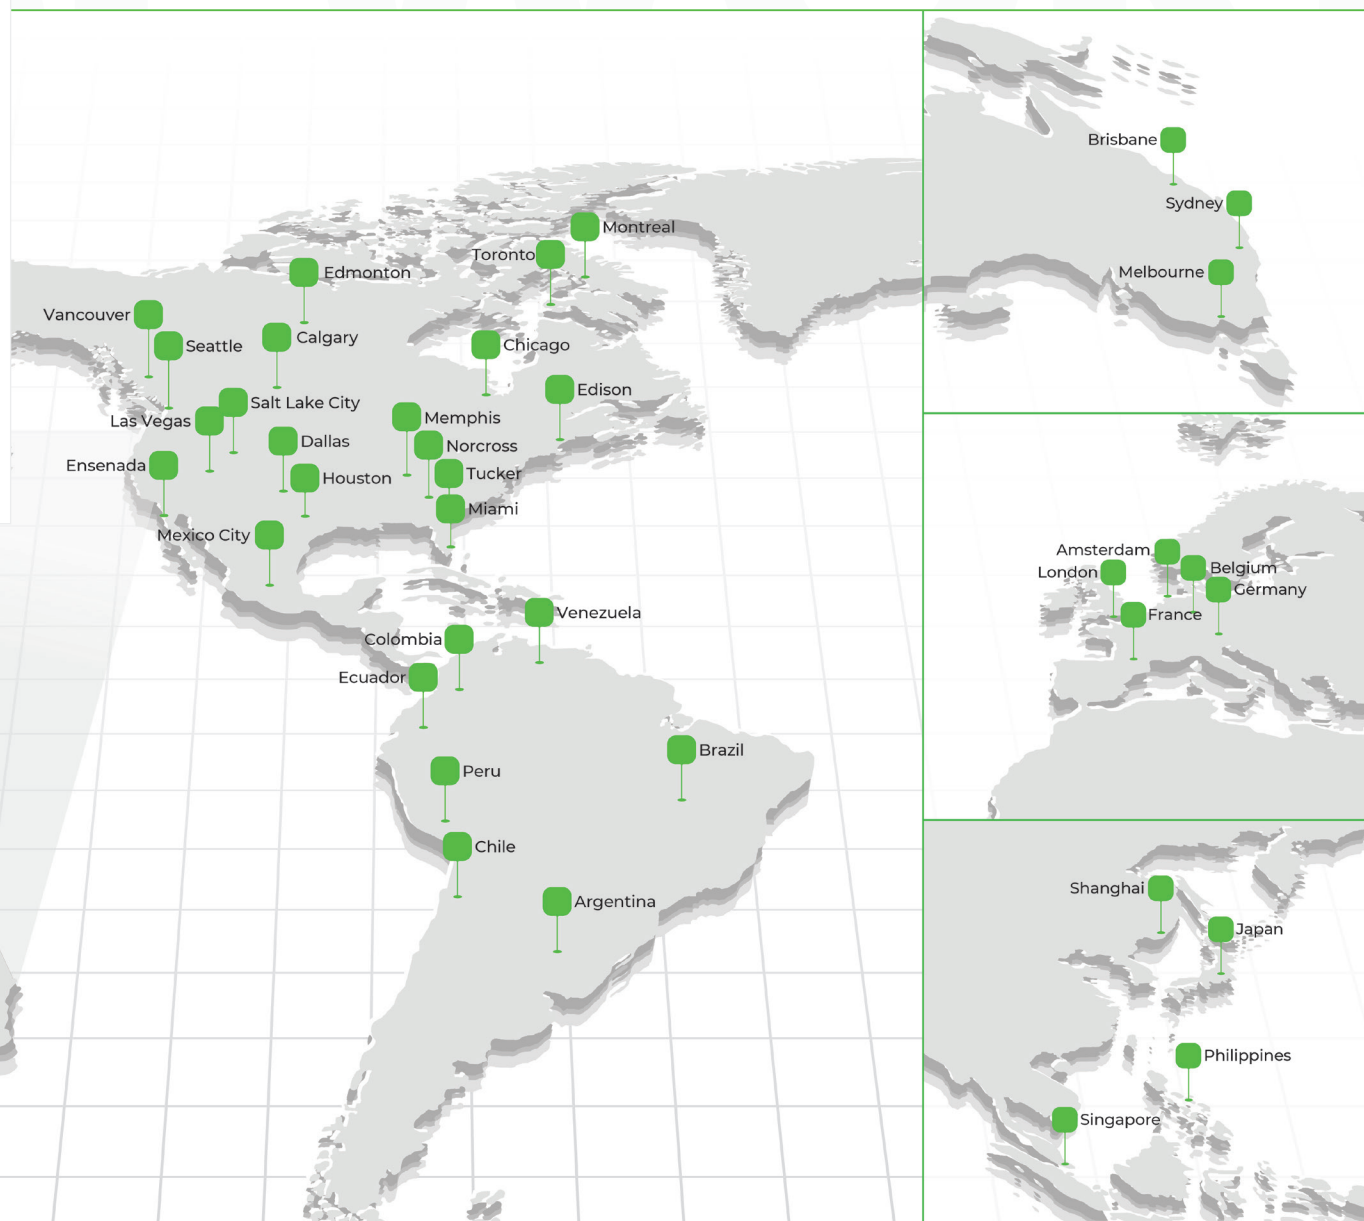 Montreal
Toronto
Edmonton
Vancouver
Seattle
Calgary
Chicago
Edison
Salt Lake City
Las Vegas
Memphis
Dallas
Norcross
Ensenada
Houston
Tucker
Miami
Mexico City
Venezuela
Colombia
Ecuador
Brazil
Peru
Chile
Argentina
Brisbane
Sydney
Melbourne
Amsterdam
London
Belgium
Germany
France
Shanghai
Japan
Philippines
Singapore